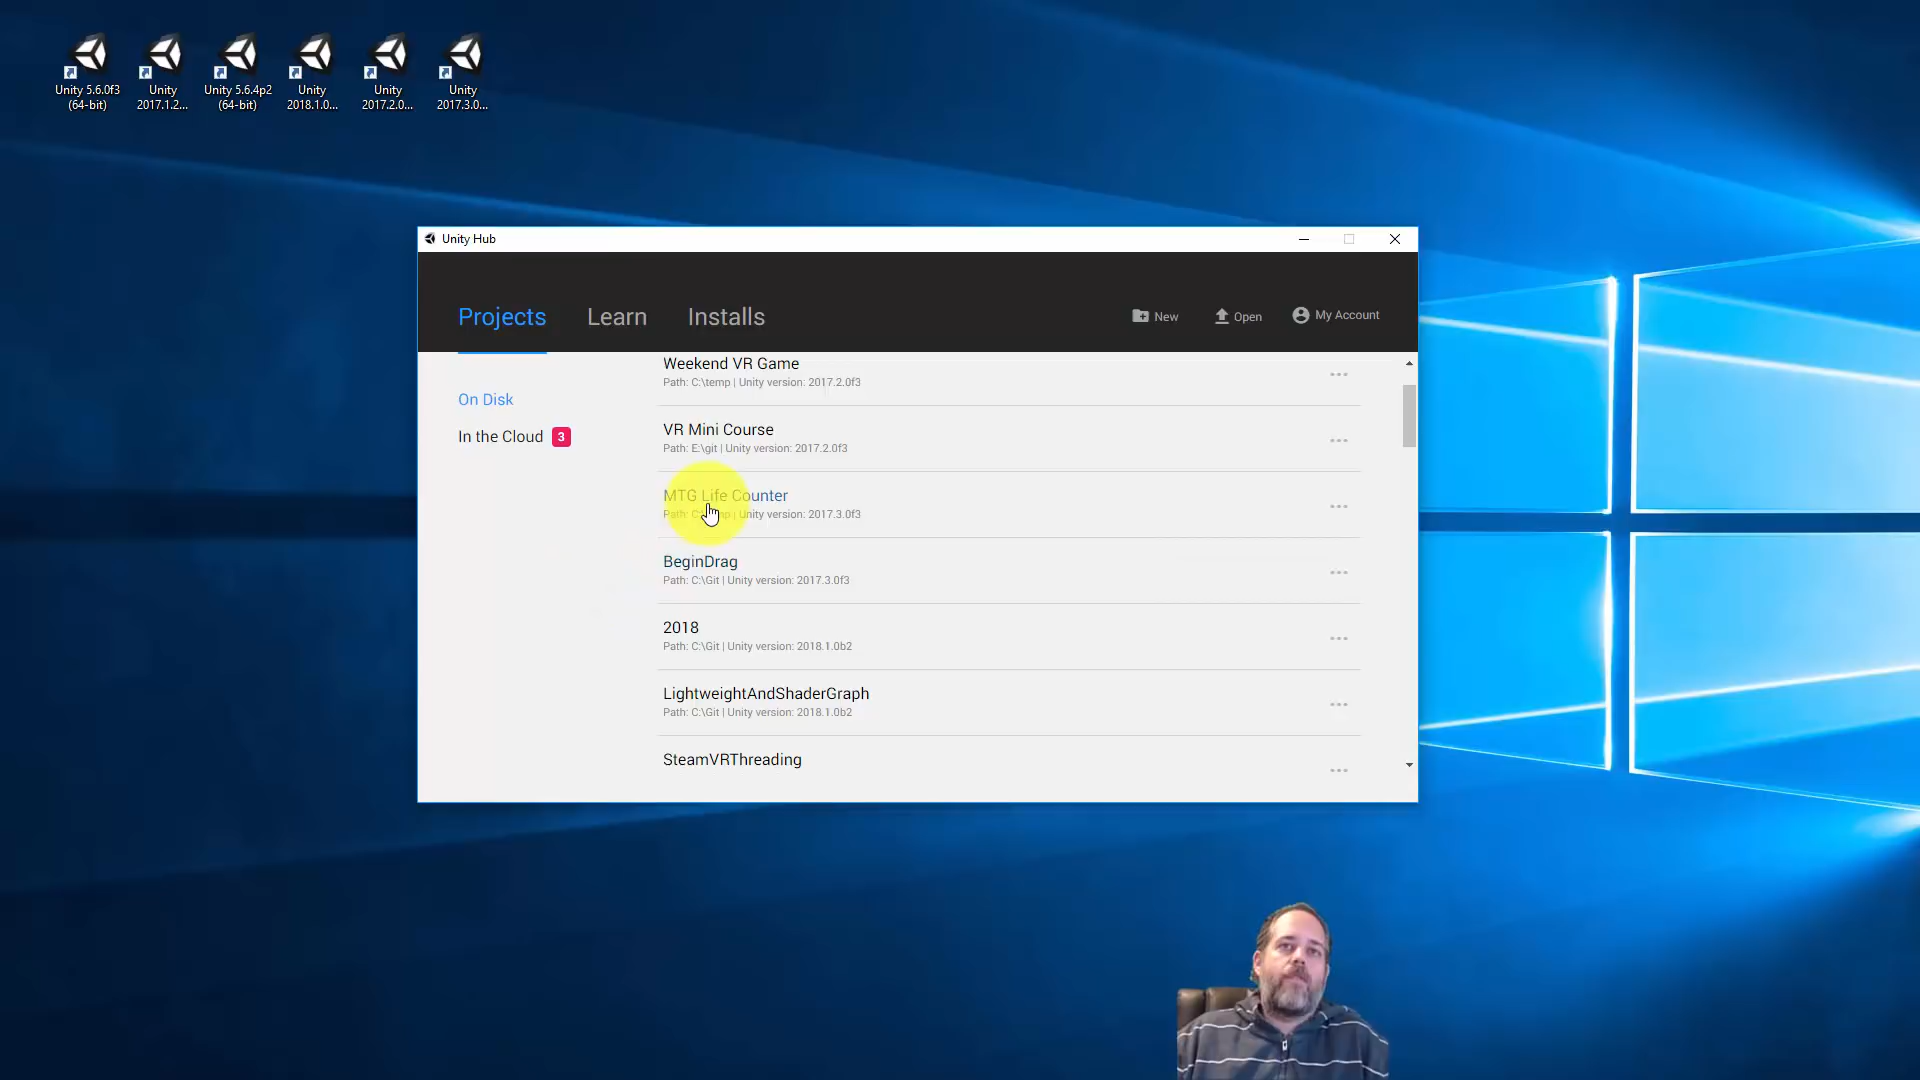 Unity 5.6.0f3
(64-bit)
Unity
2017.1.2...
Unity 5.6.4p2
(64-bit)
Unity
2018.1.0...
Unity
2017.2.0...
Unity
2017.3.0...
Unity Hub
Projects
Learn
Installs
New
Open
My Account
On Disk
In the Cloud 3
Weekend VR Game
Path: C:\temp | Unity version: 2017.2.0f3
VR Mini Course
Path: E:\git | Unity version: 2017.2.0f3
MTG Life Counter
Path: C:\temp | Unity version: 2017.3.0f3
BeginDrag
Path: C:\Git | Unity version: 2017.3.0f3
2018
Path: C:\Git | Unity version: 2018.1.0b2
LightweightAndShaderGraph
Path: C:\Git | Unity version: 2018.1.0b2
SteamVRThreading